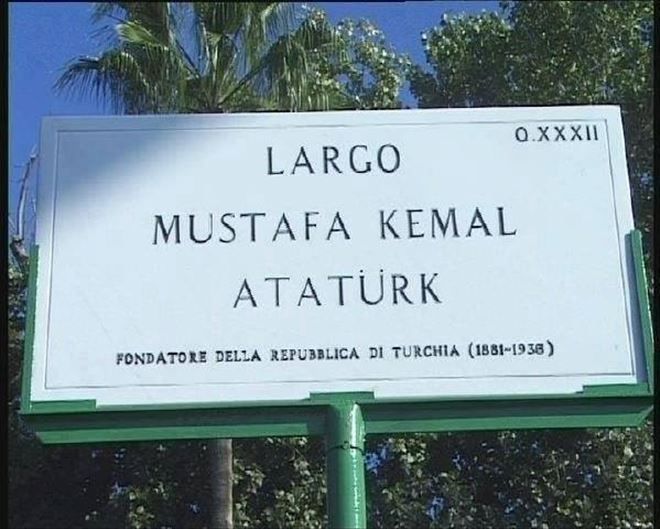 Q.XXXII
LARGO
MUSTAFA KEMAL
ATATÜRK
FONDATORE DELLA REPUBBLICA DI TURCHIA (1881-1938)